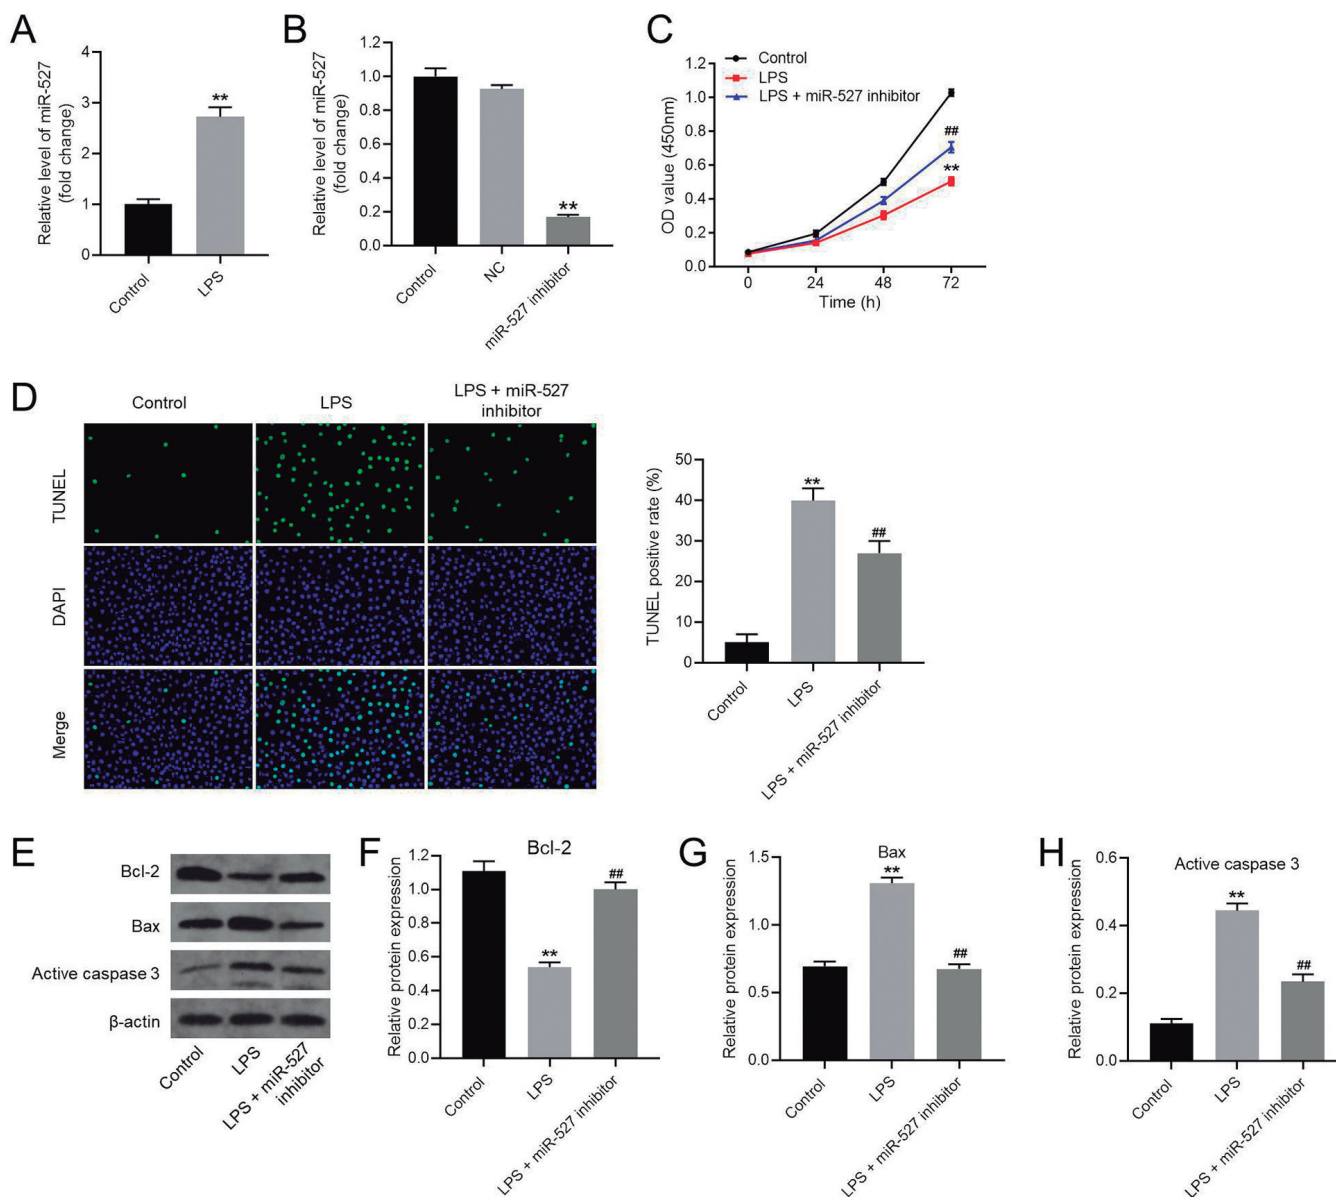 A
Relative level of miR-527
(fold change)
4
3
2
1
0
**
Control
LPS
B
Relative level of miR-527
(fold change)
1.2
1.0
0.8
0.6
0.4
0.2
0.0
**
Control
NC
miR-527 inhibitor
C
Control
LPS
LPS + miR-527 inhibitor
OD value (450nm)
1.2
1.0
0.8
0.6
0.4
0.2
0.0
##
**
0
24
48
72
Time (h)
D
Control
LPS
LPS + miR-527
inhibitor
TUNEL
DAPI
Merge
TUNEL positive rate (%)
50
40
30
20
10
0
**
##
Control
LPS
LPS + miR-527 inhibitor
E
Bcl-2
Bax
Active caspase 3
β-actin
Control
LPS
LPS + miR-527
inhibitor
F
Bcl-2
Relative protein expression
1.2
1.0
0.8
0.6
0.4
0.2
0.0
**
##
Control
LPS
LPS + miR-527 inhibitor
G
Bax
Relative protein expression
1.5
1.0
0.5
0.0
**
##
Control
LPS
LPS + miR-527 inhibitor
H
Active caspase 3
Relative protein expression
0.6
0.4
0.2
0.0
**
##
Control
LPS
LPS + miR-527 inhibitor